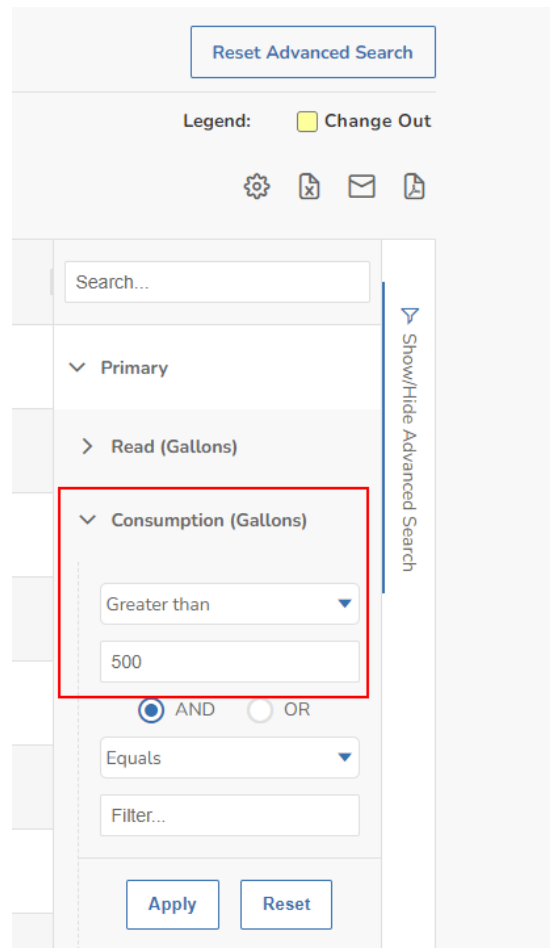 Reset Advanced Search
Legend: Change Out
Search...
Primary
Read (Gallons)
Consumption (Gallons)
Greater than
500
AND OR
Equals
Filter...
Apply Reset
Show/Hide Advanced Search